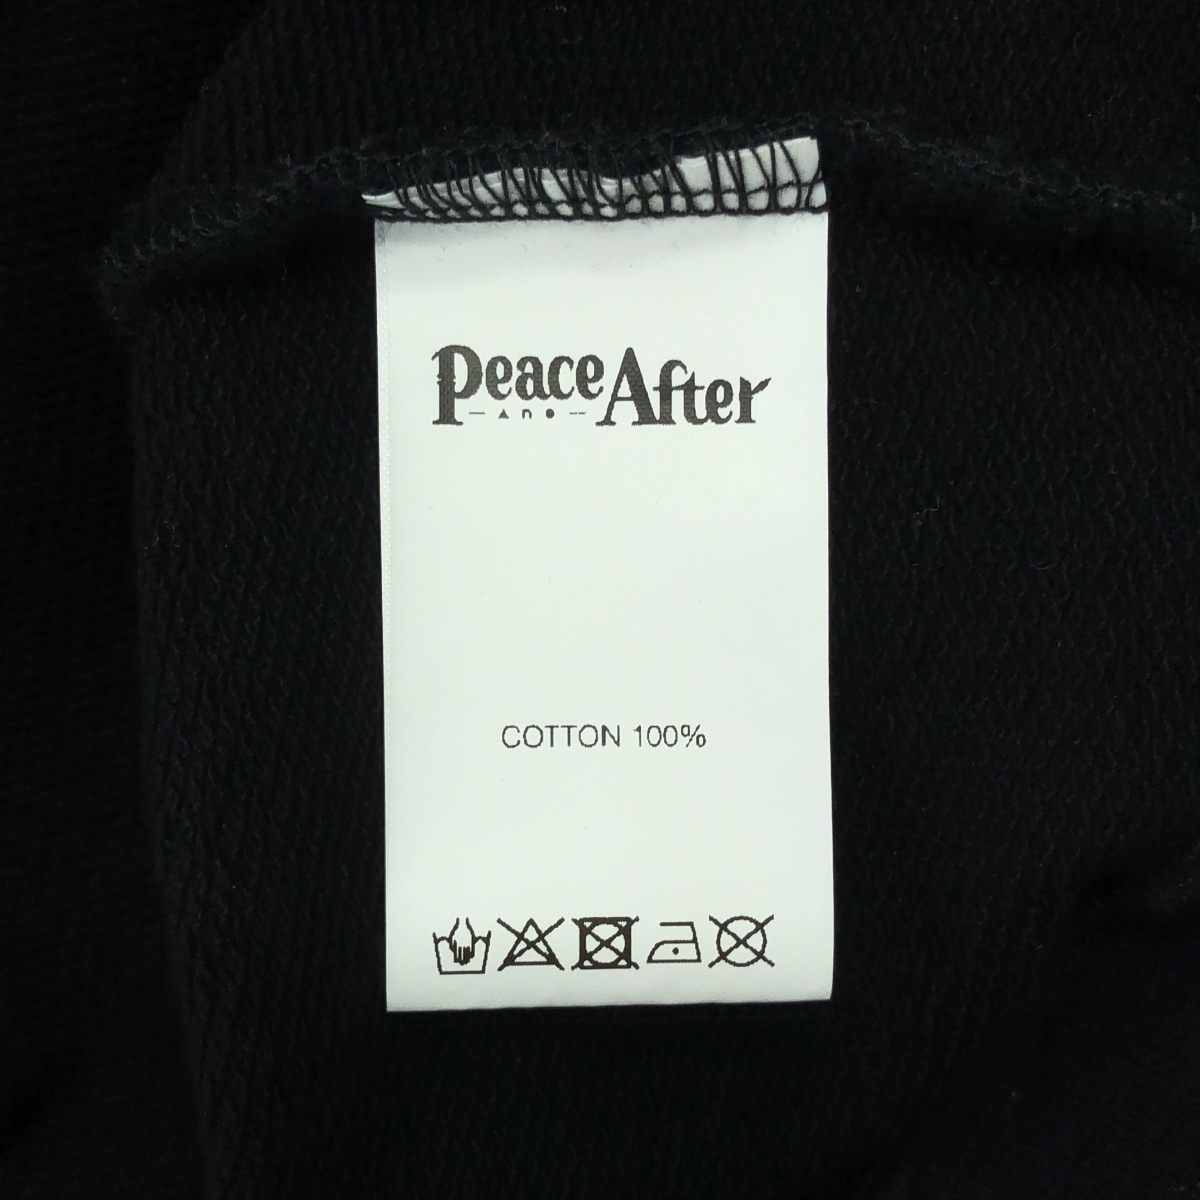 Peace After
AND
COTTON 100%